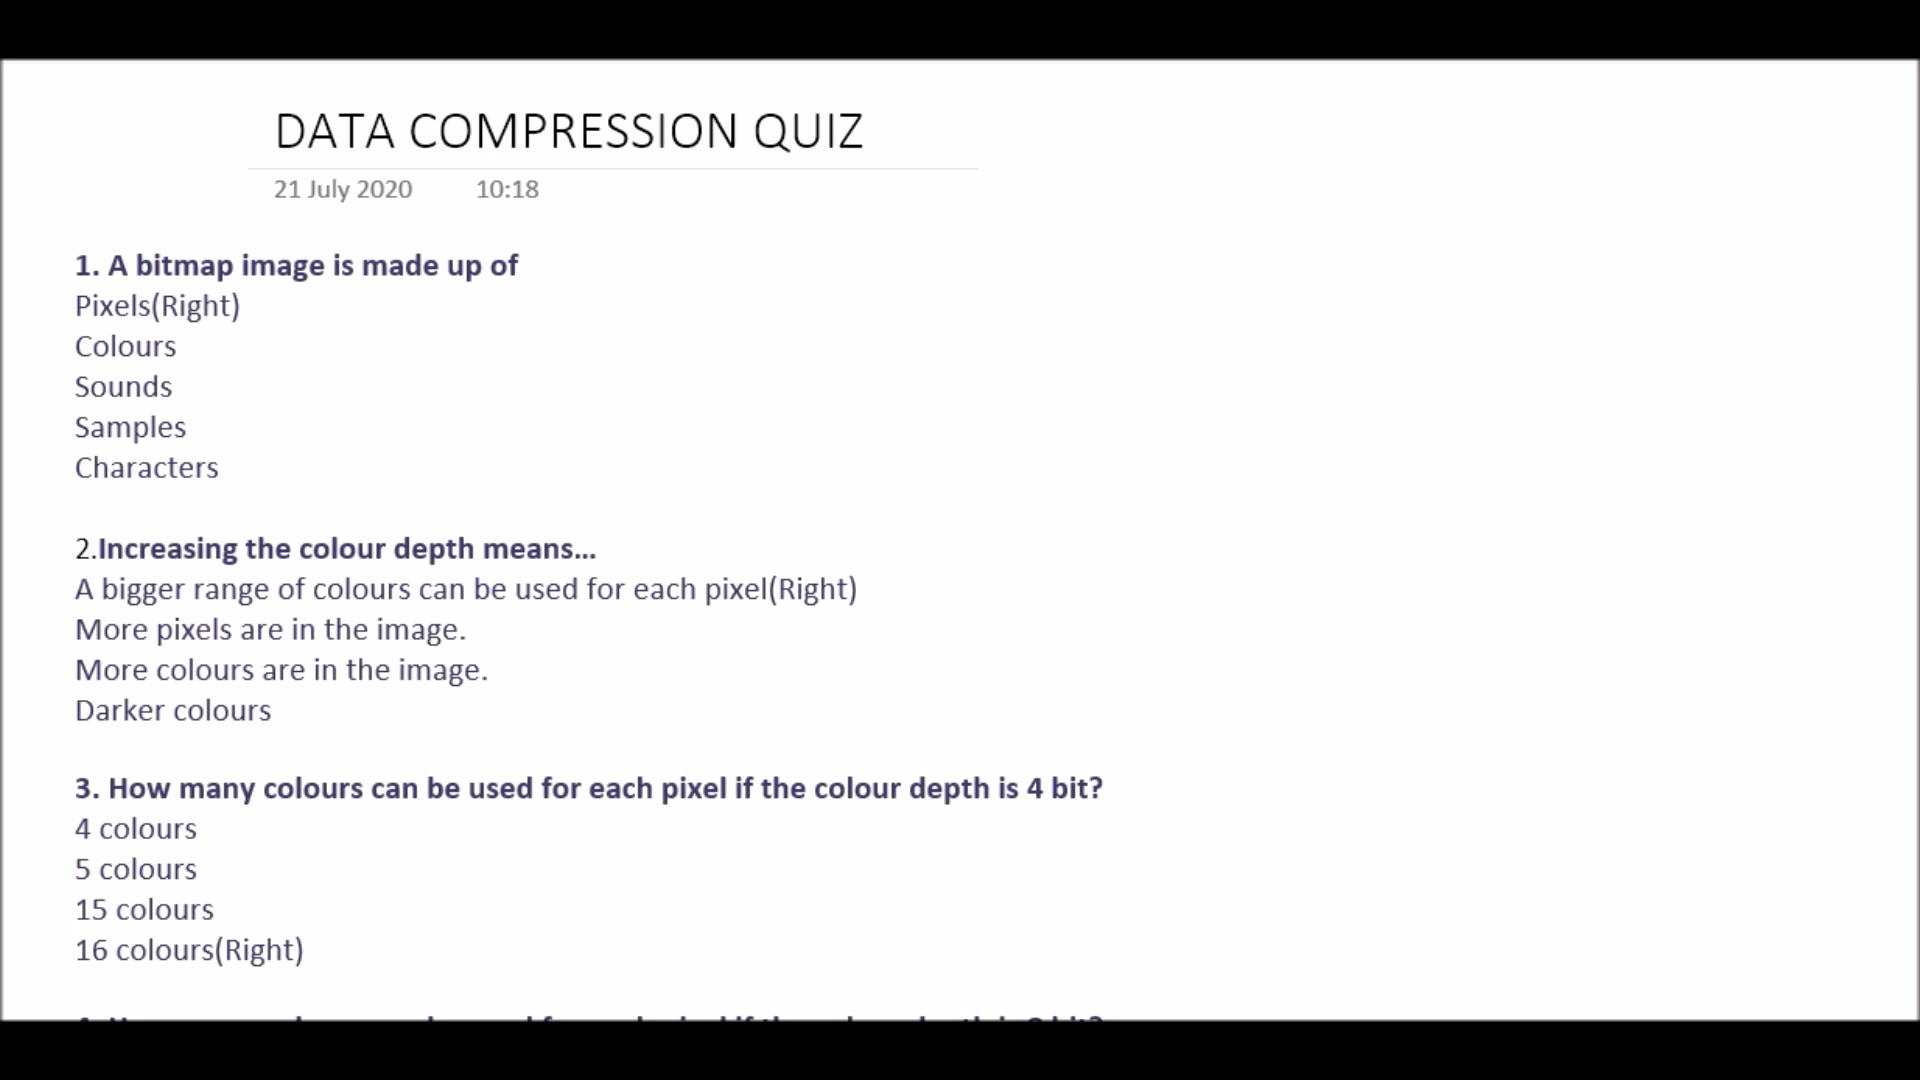 DATA COMPRESSION QUIZ
21 July 2020 10:18
1. A bitmap image is made up of
Pixels(Right)
Colours
Sounds
Samples
Characters
2.Increasing the colour depth means...
A bigger range of colours can be used for each pixel(Right)
More pixels are in the image.
More colours are in the image.
Darker colours
3. How many colours can be used for each pixel if the colour depth is 4 bit?
4 colours
5 colours
15 colours
16 colours(Right)